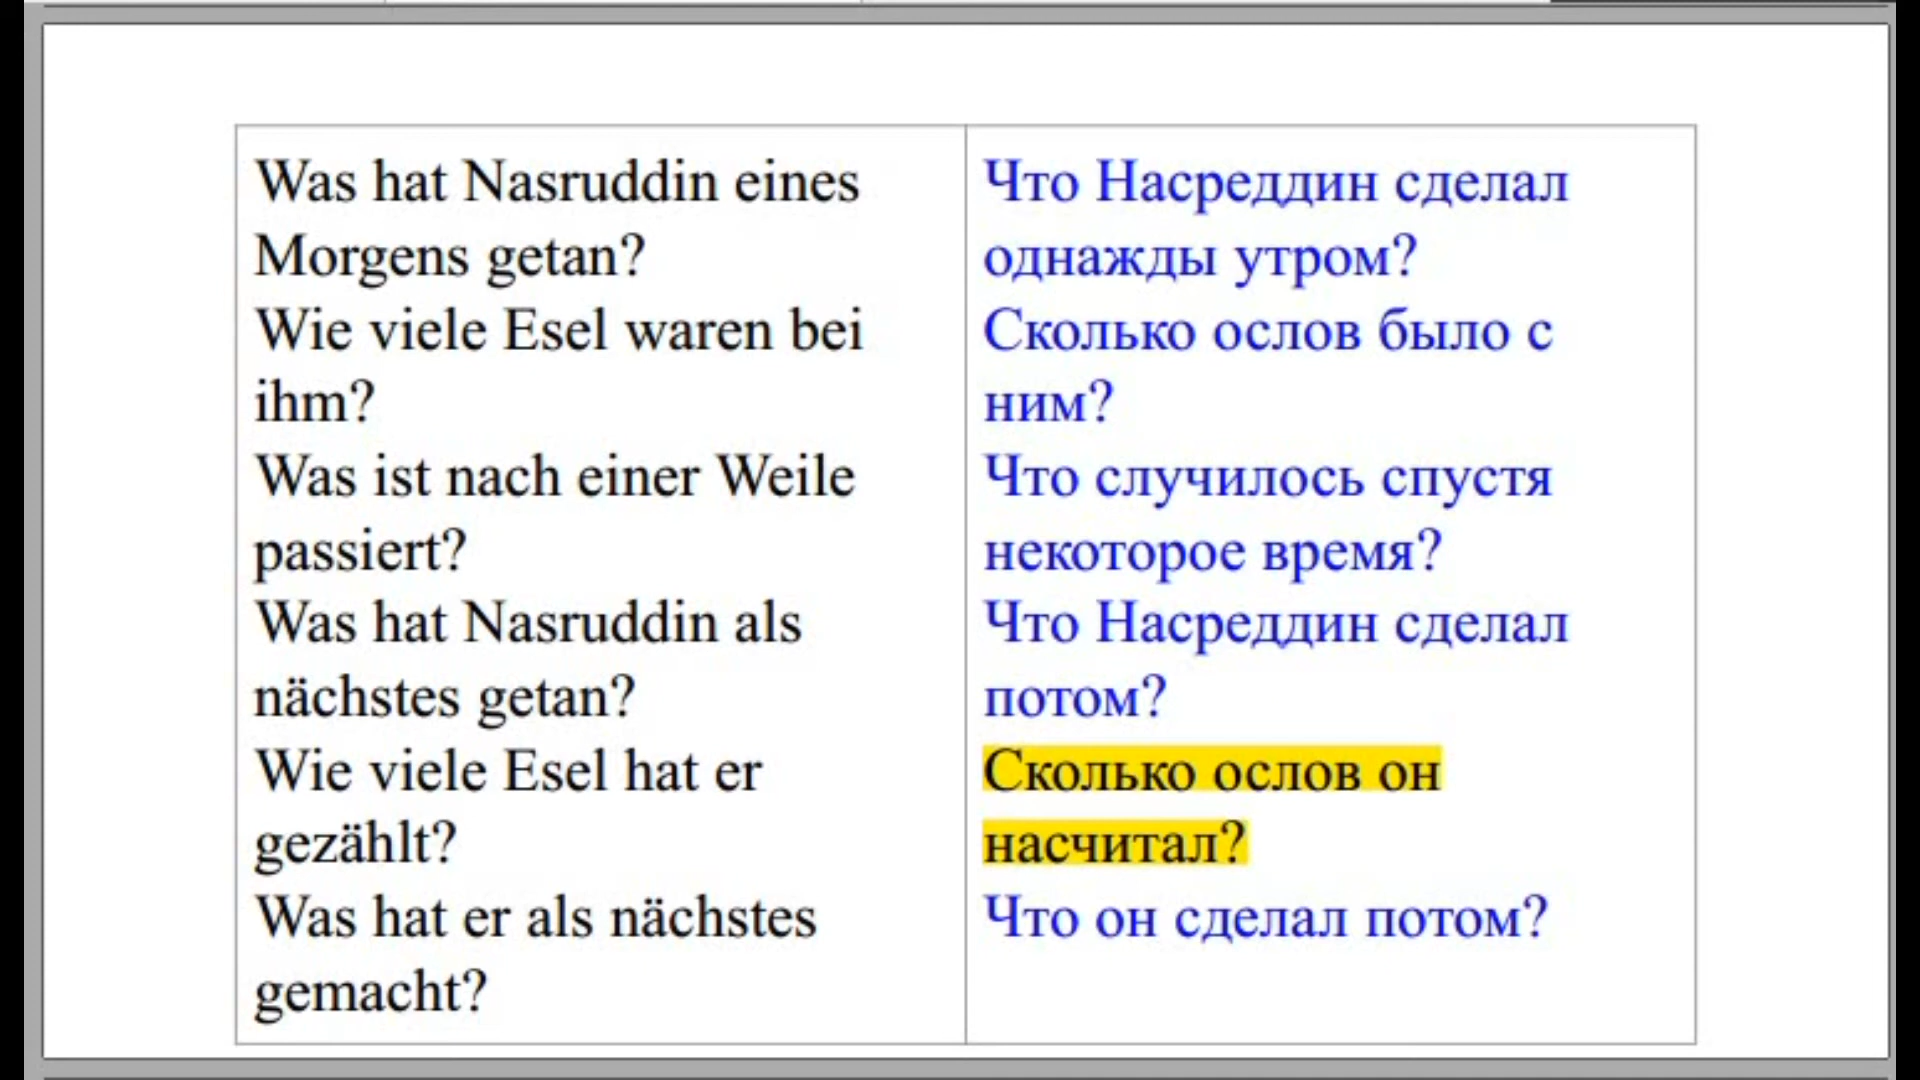 Was hat Nasruddin eines
Morgens getan?
Wie viele Esel waren bei
ihm?
Was ist nach einer Weile
passiert?
Was hat Nasruddin als
nächstes getan?
Wie viele Esel hat er
gezählt?
Was hat er als nächstes
gemacht?
Что Насреддин сделал
однажды утром?
Сколько ослов было с
ним?
Что случилось спустя
некоторое время?
Что Насреддин сделал
потом?
Сколько ослов он
насчитал?
Что он сделал потом?